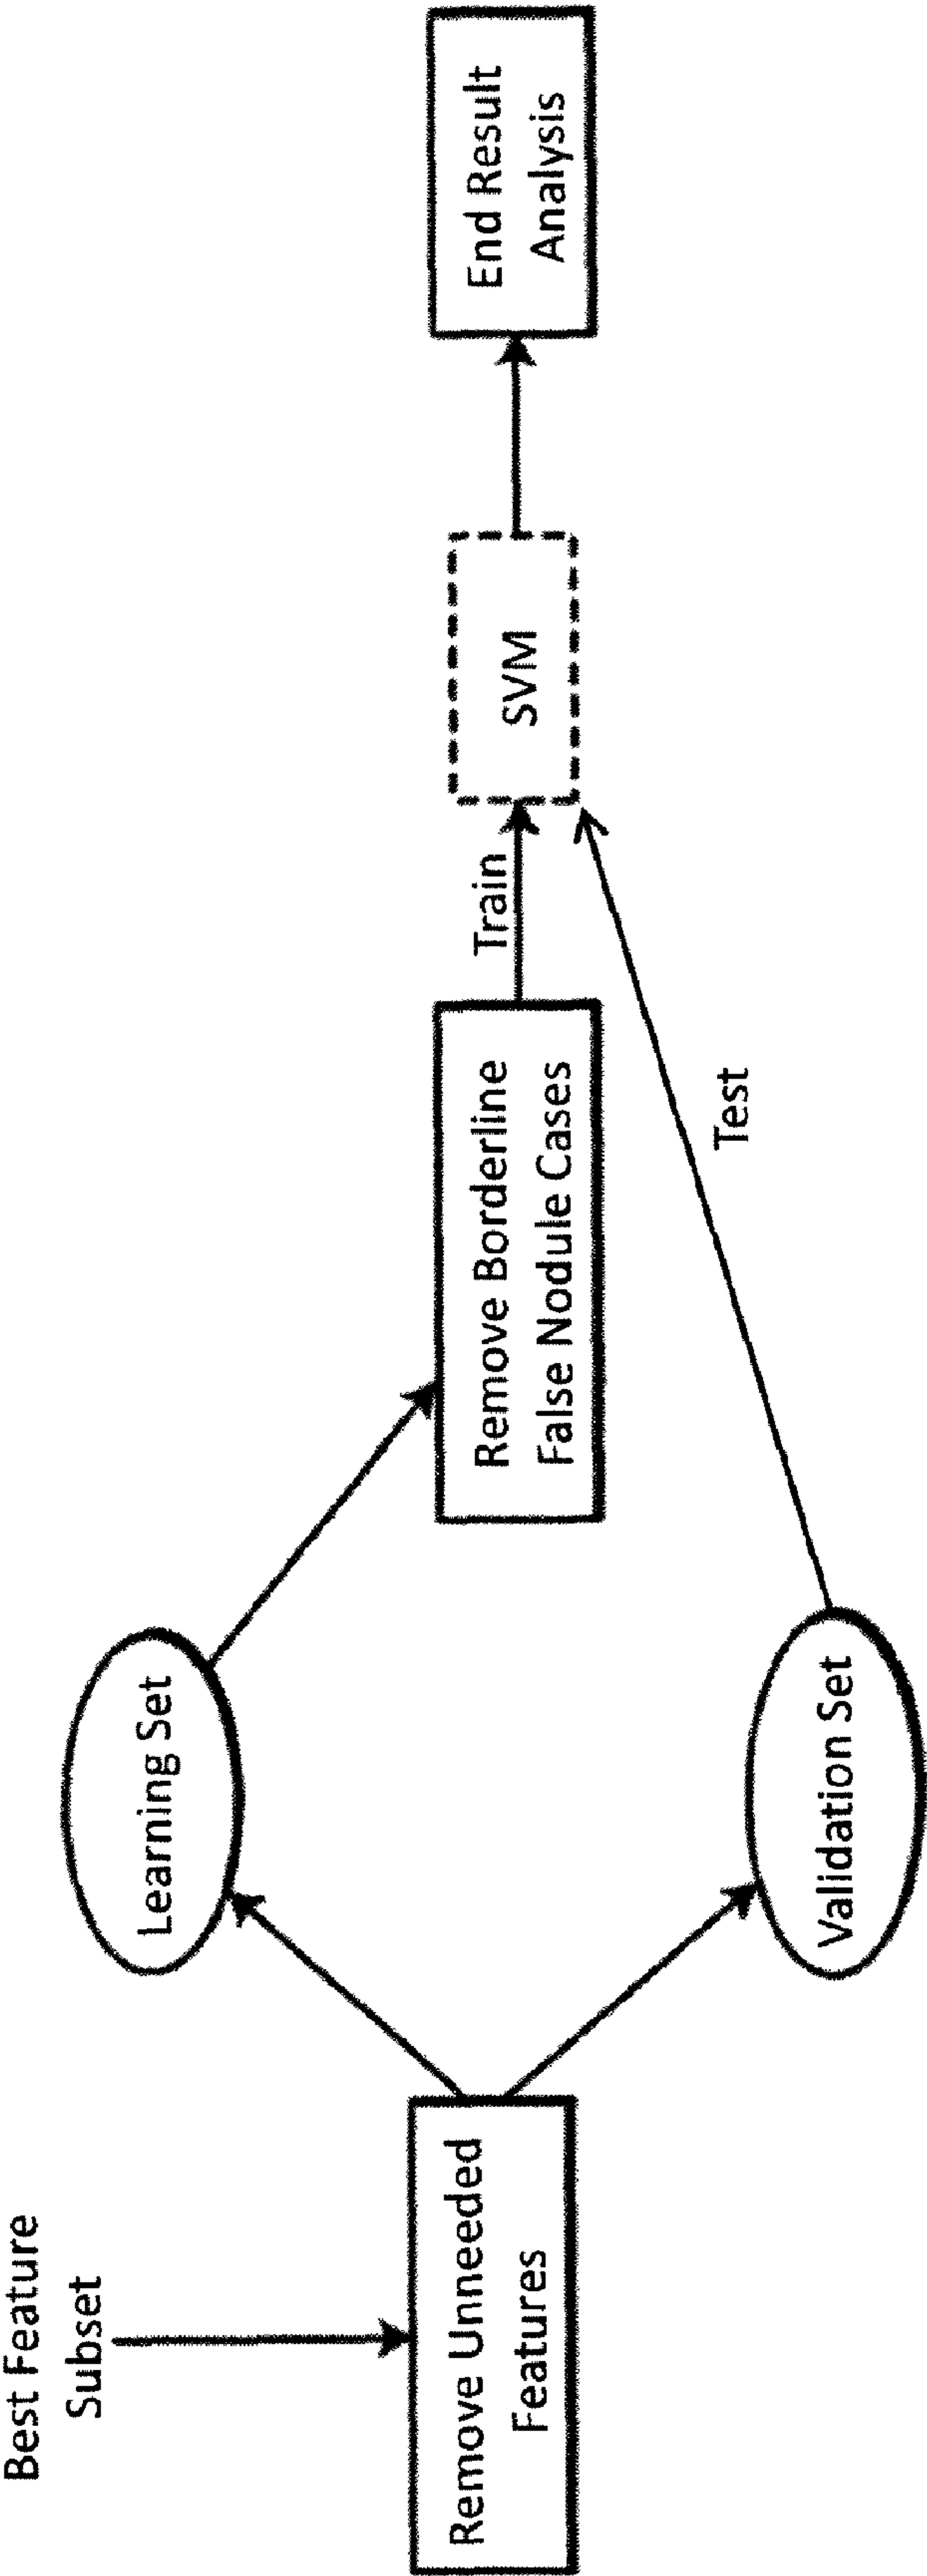 Best Feature
Subset
Remove Unneeded
Features
Learning Set
Validation Set
Remove Borderline
False Nodule Cases
Train
Test
SVM
End Result
Analysis